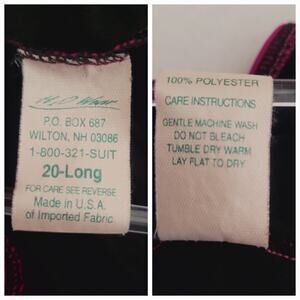 P.O. BOX 687
WILTON, NH 03086
1-800-321-SUIT
20-Long
FOR CARE SEE REVERSE
Made in U.S.A.
of Imported Fabric
100% POLYESTER
CARE INSTRUCTIONS
GENTLE MACHINE WASH
DO NOT BLEACH
TUMBLE DRY WARM
LAY FLAT TO DRY